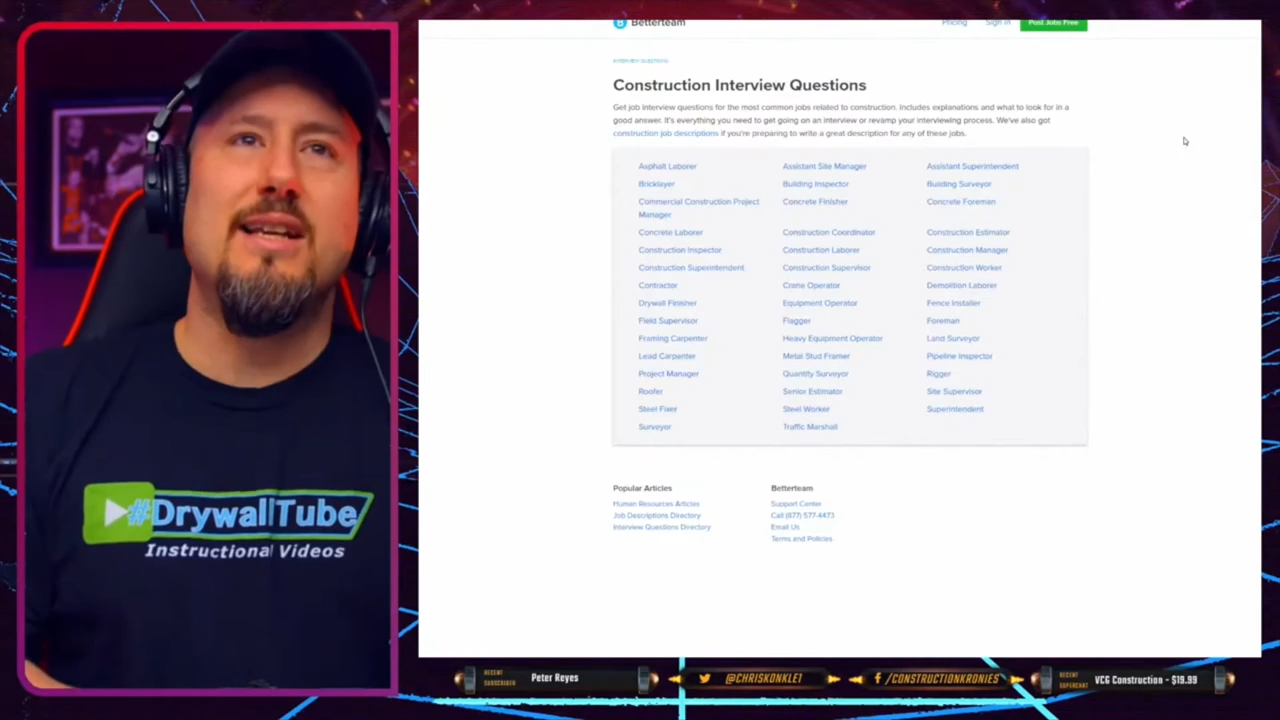 Betterteam
Pricing
Sign In
Post Jobs Free
INTERVIEW QUESTIONS
Construction Interview Questions
Get job interview questions for the most common jobs related to construction. Includes explanations and what to look for in a
good answer. It's everything you need to get going on an interview or revamp your interviewing process. We've also got
construction job descriptions if you're preparing to write a great description for any of these jobs.
Asphalt Laborer
Assistant Site Manager
Assistant Superintendent
Bricklayer
Building Inspector
Building Surveyor
Commercial Construction Project
Manager
Concrete Finisher
Concrete Foreman
Concrete Laborer
Construction Coordinator
Construction Estimator
Construction Inspector
Construction Laborer
Construction Manager
Construction Superintendent
Construction Supervisor
Construction Worker
Contractor
Crane Operator
Demolition Laborer
Drywall Finisher
Equipment Operator
Fence Installer
Field Supervisor
Flagger
Foreman
Framing Carpenter
Heavy Equipment Operator
Land Surveyor
Lead Carpenter
Metal Stud Framer
Pipeline Inspector
Project Manager
Quantity Surveyor
Rigger
Roofer
Senior Estimator
Site Supervisor
Steel Fixer
Steel Worker
Superintendent
Surveyor
Traffic Marshall
Popular Articles
Human Resources Articles
Job Descriptions Directory
Interview Questions Directory
Betterteam
Support Center
Call (877) 577-4473
Email Us
Terms and Policies
#DrywallTube
Instructional Videos
RECENT
SUBSCRIBER
Peter Reyes
@CHRISKONKLE1
/CONSTRUCTIONKRONIES
RECENT
SUPERCHAT
VCG Construction - $19.99